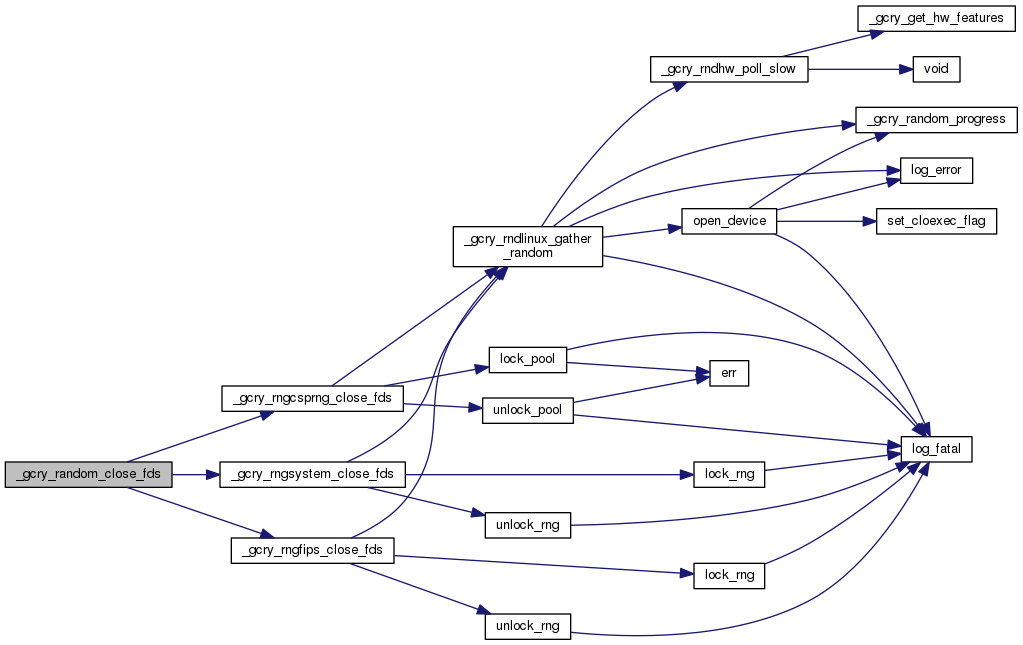 _gcry_get_hw_features
_gcry_rndhw_poll_slow
void
_gcry_random_progress
log_error
open_device
set_cloexec_flag
_gcry_rndlinux_gather
_random
lock_pool
err
_gcry_rngcsprng_close_fds
unlock_pool
log_fatal
_gcry_random_close_fds
_gcry_rngsystem_close_fds
lock_rng
unlock_rng
_gcry_rngfips_close_fds
lock_rng
unlock_rng